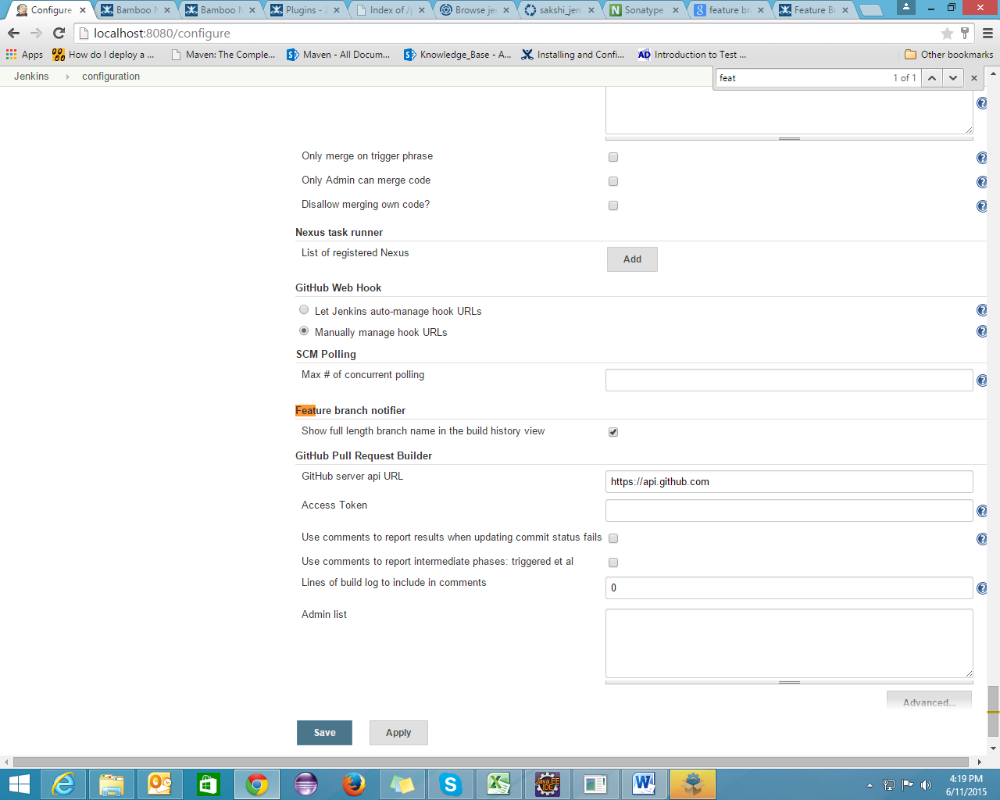 Configure
Bamboo N
Bamboo N
Plugins - J
Index of /p
Browse jen
sakshi_jen
Sonatype
feature bra
Feature Br
localhost:8080/configure
Apps
How do I deploy a ...
Maven: The Comple...
Maven - All Docum...
Knowledge_Base - A...
Installing and Confi...
AD Introduction to Test ...
Other bookmarks
Jenkins
configuration
feat
1 of 1
Only merge on trigger phrase
Only Admin can merge code
Disallow merging own code?
Nexus task runner
List of registered Nexus
Add
GitHub Web Hook
Let Jenkins auto-manage hook URLs
Manually manage hook URLs
SCM Polling
Max # of concurrent polling
Feature branch notifier
Show full length branch name in the build history view
GitHub Pull Request Builder
GitHub server api URL
https://api.github.com
Access Token
Use comments to report results when updating commit status fails
Use comments to report intermediate phases: triggered et al
Lines of build log to include in comments
0
Admin list
Advanced...
Save
Apply
Java EE
IDE
4:19 PM
6/11/2015